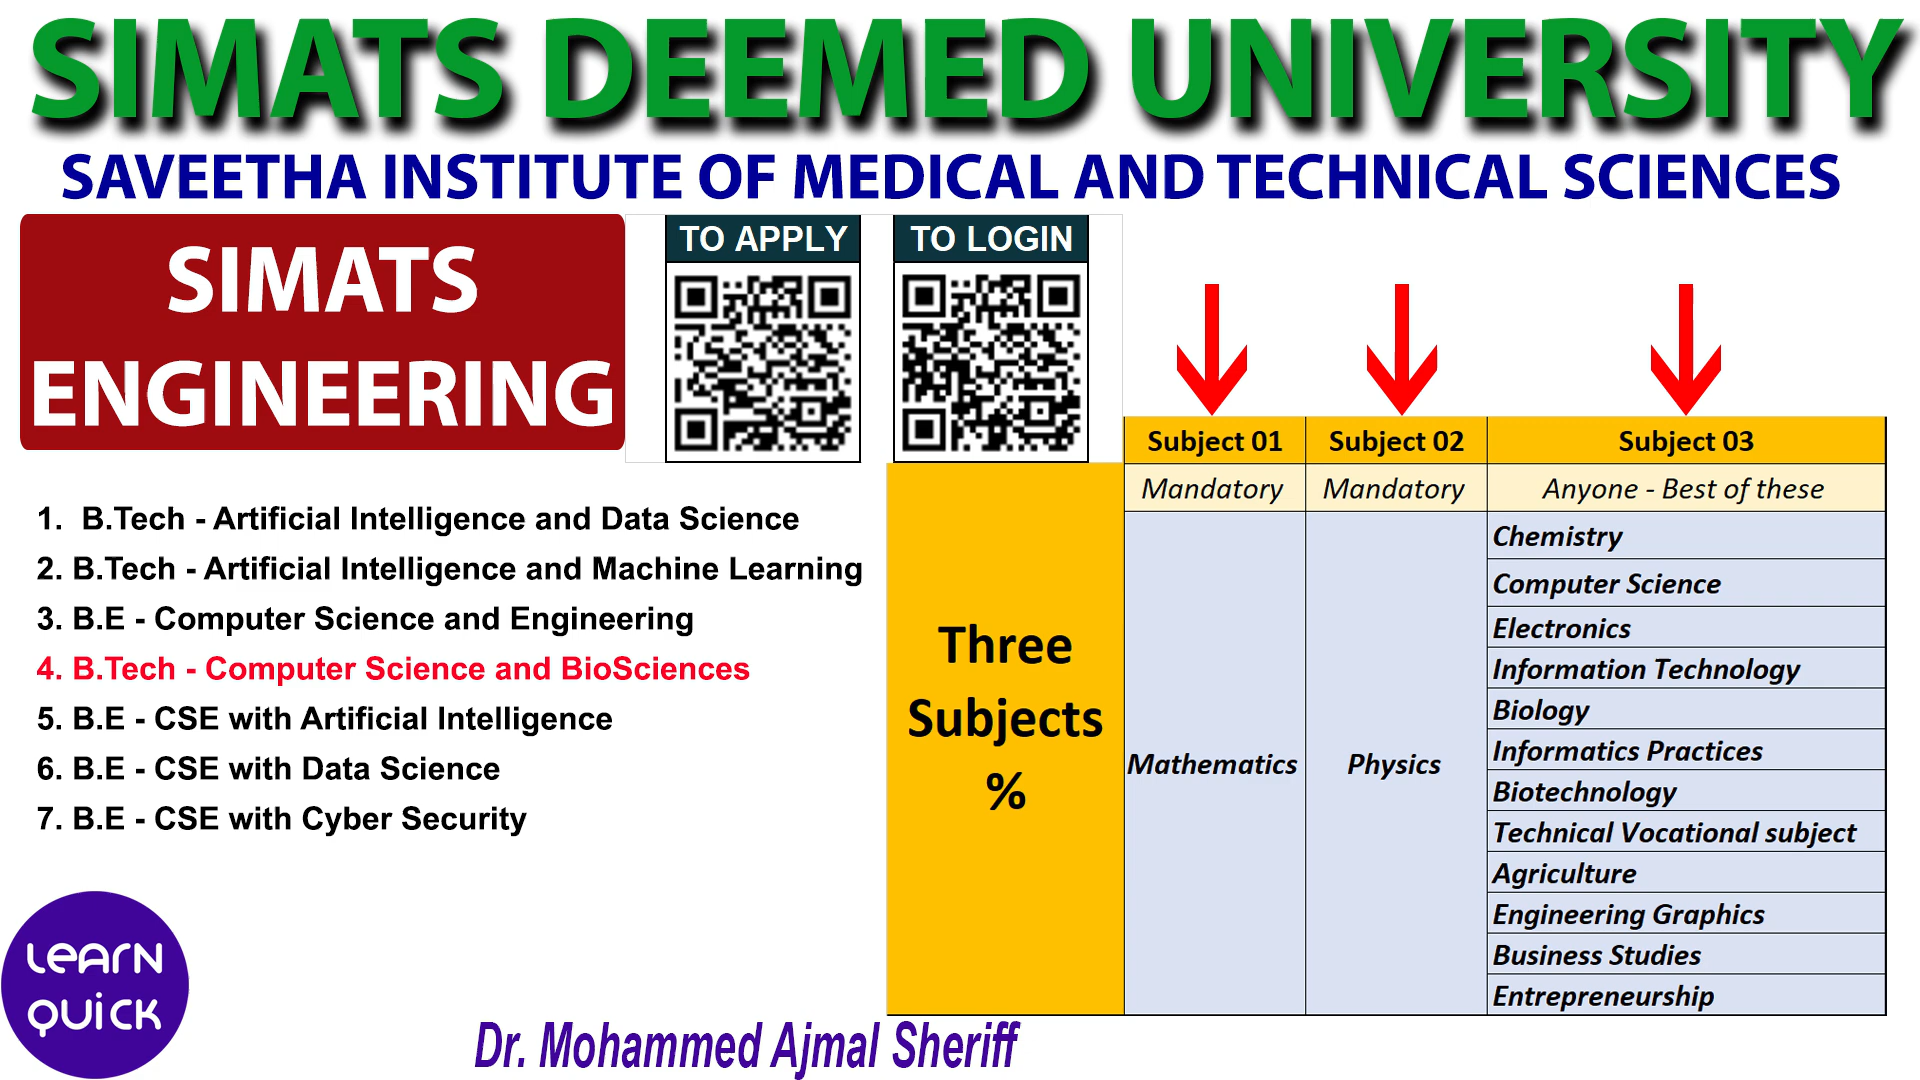 SIMATS DEEMED UNIVERSITY
SAVEETHA INSTITUTE OF MEDICAL AND TECHNICAL SCIENCES
SIMATS
ENGINEERING
TO APPLY
TO LOGIN
1. B.Tech - Artificial Intelligence and Data Science
2. B.Tech - Artificial Intelligence and Machine Learning
3. B.E - Computer Science and Engineering
4. B.Tech - Computer Science and BioSciences
5. B.E - CSE with Artificial Intelligence
6. B.E - CSE with Data Science
7. B.E - CSE with Cyber Security
Three
Subjects
%
Subject 01
Subject 02
Subject 03
Mandatory
Mandatory
Anyone - Best of these
Mathematics
Physics
Chemistry
Computer Science
Electronics
Information Technology
Biology
Informatics Practices
Biotechnology
Technical Vocational subject
Agriculture
Engineering Graphics
Business Studies
Entrepreneurship
LEARN
QUICK
Dr. Mohammed Ajmal Sheriff